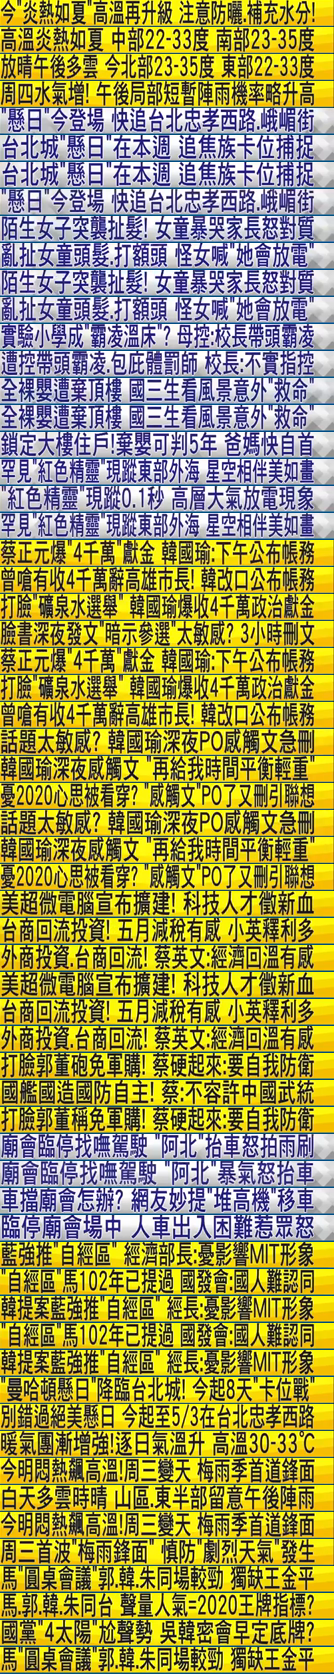 今"炎熱如夏"高溫再升級 注意防曬.補充水分!
高溫炎熱如夏 中部22-33度 南部23-35度
放晴午後多雲 今北部23-35度 東部22-33度
周四水氣增! 午後局部短暫陣雨機率略升高
"懸日"今登場 快追台北忠孝西路.峨嵋街
台北城"懸日"在本週 追焦族卡位捕捉
台北城"懸日"在本週 追焦族卡位捕捉
"懸日"今登場 快追台北忠孝西路.峨嵋街
陌生女子突襲扯髮! 女童暴哭家長怒對質
亂扯女童頭髮.打額頭 怪女喊"她會放電"
陌生女子突襲扯髮! 女童暴哭家長怒對質
亂扯女童頭髮.打額頭 怪女喊"她會放電"
實驗小學成"霸凌溫床"? 母控:校長帶頭霸凌
遭控帶頭霸凌.包庇體罰師 校長:不實指控
全裸嬰遭棄頂樓 國三生看風景意外"救命"
全裸嬰遭棄頂樓 國三生看風景意外"救命"
鎖定大樓住戶!棄嬰可判5年 爸媽快自首
罕見"紅色精靈"現蹤東部外海 星空相伴美如畫
"紅色精靈"現蹤0.1秒 高層大氣放電現象
罕見"紅色精靈"現蹤東部外海 星空相伴美如畫
蔡正元爆"4千萬"獻金 韓國瑜:下午公布帳務
曾嗆有收4千萬辭高雄市長! 韓改口公布帳務
打臉"礦泉水選舉" 韓國瑜爆收4千萬政治獻金
臉書深夜發文"暗示參選"太敏感? 3小時刪文
蔡正元爆"4千萬"獻金 韓國瑜:下午公布帳務
打臉"礦泉水選舉" 韓國瑜爆收4千萬政治獻金
曾嗆有收4千萬辭高雄市長! 韓改口公布帳務
話題太敏感? 韓國瑜深夜PO感觸文急刪
韓國瑜深夜感觸文 "再給我時間平衡輕重"
憂2020心思被看穿? "感觸文"PO了又刪引聯想
話題太敏感? 韓國瑜深夜PO感觸文急刪
韓國瑜深夜感觸文 "再給我時間平衡輕重"
憂2020心思被看穿? "感觸文"PO了又刪引聯想
美超微電腦宣布擴建! 科技人才徵新血
台商回流投資! 五月減稅有感 小英釋利多
外商投資.台商回流! 蔡英文:經濟回溫有感
美超微電腦宣布擴建! 科技人才徵新血
台商回流投資! 五月減稅有感 小英釋利多
外商投資.台商回流! 蔡英文:經濟回溫有感
打臉郭董砲免軍購! 蔡硬起來:要自我防衛
國艦國造國防自主! 蔡:不容許中國武統
打臉郭董稱免軍購! 蔡硬起來:要自我防衛
廟會臨停找嘸駕駛 "阿北"抬車怒拍雨刷
廟會臨停找嘸駕駛 "阿北"暴氣怒抬車
車擋廟會怎辦? 網友妙提"堆高機"移車
臨停廟會場中 人車出入困難惹眾怒
藍強推"自經區" 經濟部長:憂影響MIT形象
"自經區"馬102年已提過 國發會:國人難認同
韓提案藍強推"自經區" 經長:憂影響MIT形象
"自經區"馬102年已提過 國發會:國人難認同
韓提案藍強推"自經區" 經長:憂影響MIT形象
"曼哈頓懸日"降臨台北城! 今起8天"卡位戰"
別錯過絕美懸日 今起至5/3在台北忠孝西路
暖氣團漸增強!逐日氣溫升 高溫30-33℃
今明悶熱飆高溫!周三變天 梅雨季首道鋒面
白天多雲時晴 山區.東半部留意午後陣雨
今明悶熱飆高溫!周三變天 梅雨季首道鋒面
周三首波"梅雨鋒面" 慎防"劇烈天氣"發生
馬"圓桌會議"郭.韓.朱同場較勁 獨缺王金平
馬.郭.韓.朱同台 聲量人氣=2020王牌指標?
國黨"4太陽"尬聲勢 吳韓密會早定底牌?
馬"圓桌會議"郭.韓.朱同場較勁 獨缺王金平